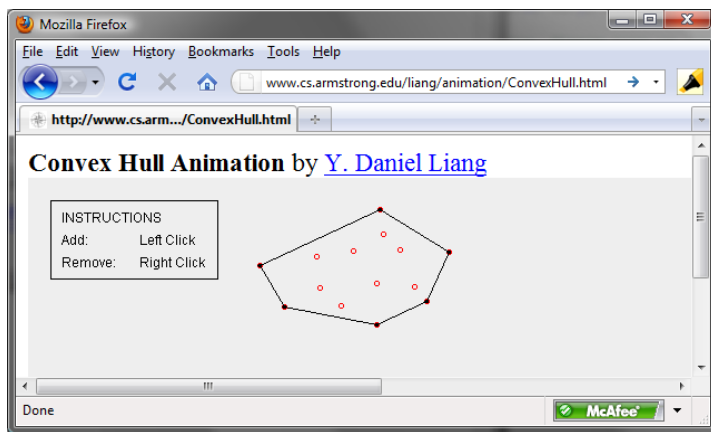 Mozilla Firefox
File Edit View History Bookmarks Tools Help
www.cs.armstrong.edu/liang/animation/ConvexHull.html
http://www.cs.arm.../ConvexHull.html
Convex Hull Animation by Y. Daniel Liang
INSTRUCTIONS
Add: Left Click
Remove: Right Click
Done
McAfee